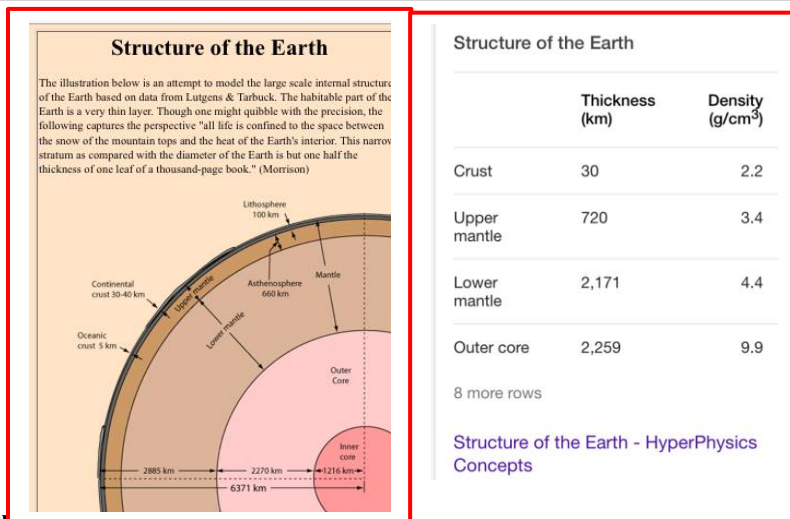 Structure of the Earth
The illustration below is an attempt to model the large scale internal structure
of the Earth based on data from Lutgens & Tarbuck. The habitable part of the
Earth is a very thin layer. Though one might quibble with the precision, the
following captures the perspective "all life is confined to the space between
the snow of the mountain tops and the heat of the Earth's interior. This narrow
stratum as compared with the diameter of the Earth is but one half the
thickness of one leaf of a thousand-page book." (Morrison)
Lithosphere
100 km
Continental
crust 30-40 km
Upper mantle
Asthenosphere
660 km
Mantle
Oceanic
crust 5 km
Lower mantle
Outer
Core
Inner
core
2885 km
2270 km
1216 km
6371 km
Structure of the Earth
Thickness
(km)
Density
(g/cm³)
Crust 30 2.2
Upper
mantle
720 3.4
Lower
mantle
2,171 4.4
Outer core 2,259 9.9
8 more rows
Structure of the Earth - HyperPhysics
Concepts